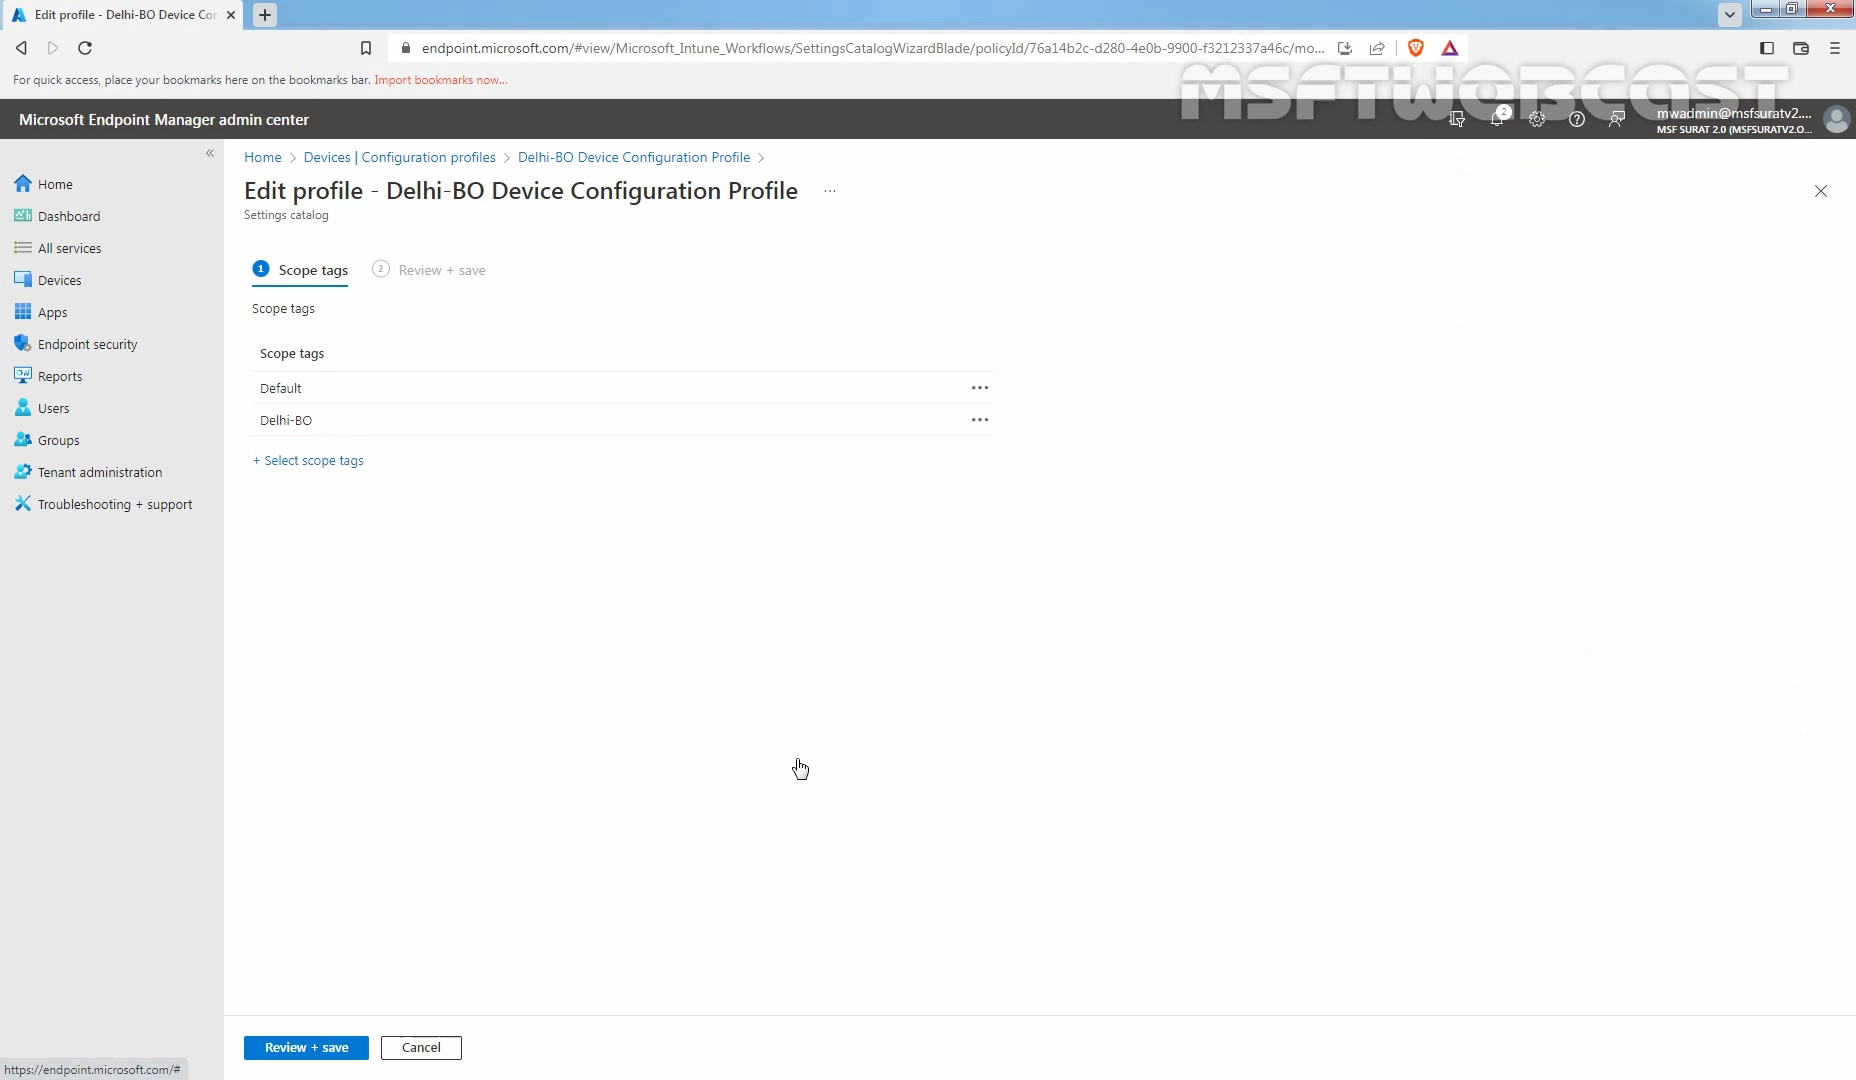 Edit profile - Delhi-BO Device Cor
endpoint.microsoft.com/#view/Microsoft_Intune_Workflows/SettingsCatalogWizardBlade/policyId/76a14b2c-d280-4e0b-9900-f3212337a46c/mo...
For quick access, place your bookmarks here on the bookmarks bar. Import bookmarks now...
MSFTWEBCAST
Microsoft Endpoint Manager admin center
2
mwadmin@msfsuratv2....
MSF SURAT 2.0 (MSFSURATV2.O...
Home > Devices | Configuration profiles > Delhi-BO Device Configuration Profile >
Edit profile - Delhi-BO Device Configuration Profile ...
Settings catalog
Home
Dashboard
All services
Devices
Apps
Endpoint security
Reports
Users
Groups
Tenant administration
Troubleshooting + support
1 Scope tags
2 Review + save
Scope tags
Scope tags
Default
Delhi-BO
+ Select scope tags
Review + save
Cancel
https://endpoint.microsoft.com/#